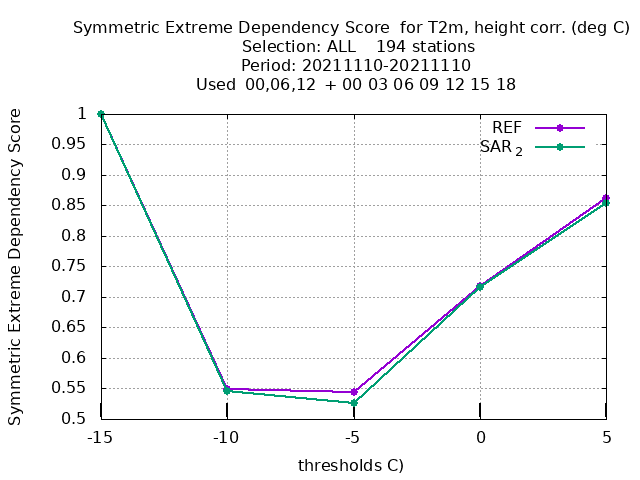 Symmetric Extreme Dependency Score for T2m, height corr. (deg C)
Selection: ALL 194 stations
Period: 20211110-20211110
Used 00,06,12 + 00 03 06 09 12 15 18
REF
SAR 2
Symmetric Extreme Dependency Score
1
0.95
0.9
0.85
0.8
0.75
0.7
0.65
0.6
0.55
0.5
-15 -10 -5 0 5
thresholds C)